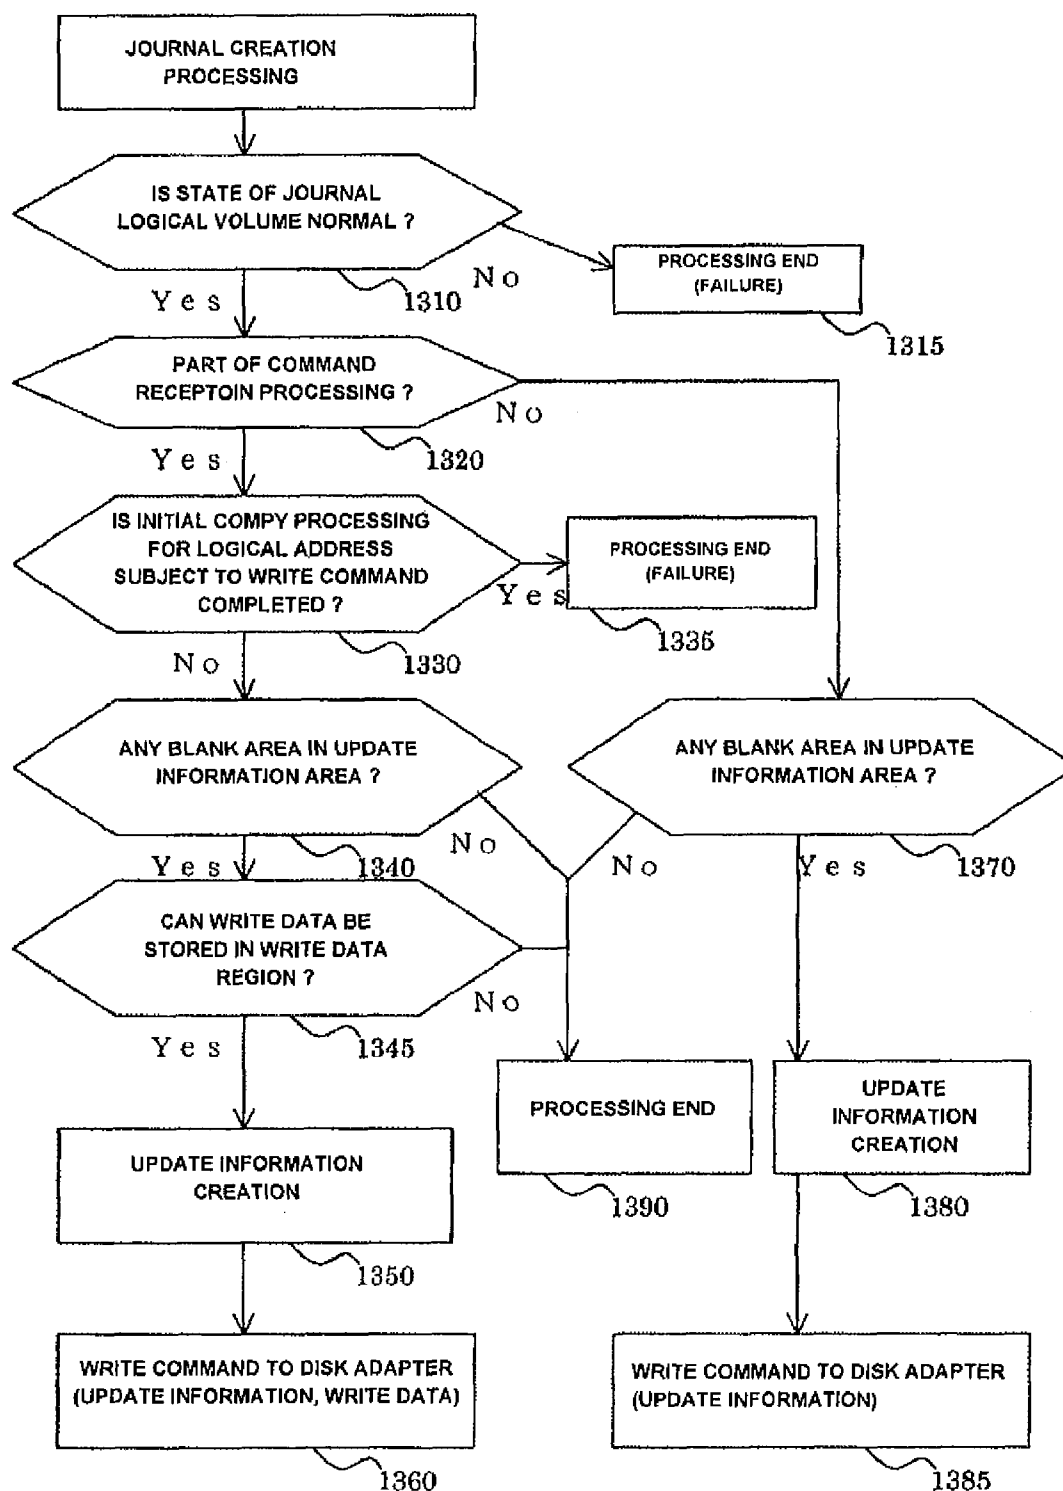 JOURNAL CREATION
PROCESSING
IS STATE OF JOURNAL
LOGICAL VOLUME NORMAL ?
No
PROCESSING END
(FAILURE)
Yes
1310
1315
PART OF COMMAND
RECEPTOIN PROCESSING ?
No
Yes
1320
IS INITIAL COMPY PROCESSING
FOR LOGICAL ADDRESS
SUBJECT TO WRITE COMMAND
COMPLETED ?
PROCESSING END
(FAILURE)
Yes
1335
No
1330
ANY BLANK AREA IN UPDATE
INFORMATION AREA ?
ANY BLANK AREA IN UPDATE
INFORMATION AREA ?
No
No
Yes
1340
Yes
1370
CAN WRITE DATA BE
STORED IN WRITE DATA
REGION ?
No
Yes
1345
PROCESSING END
UPDATE
INFORMATION
CREATION
UPDATE INFORMATION
CREATION
1390
1380
1350
WRITE COMMAND TO DISK ADAPTER
(UPDATE INFORMATION, WRITE DATA)
WRITE COMMAND TO DISK ADAPTER
(UPDATE INFORMATION)
1360
1385